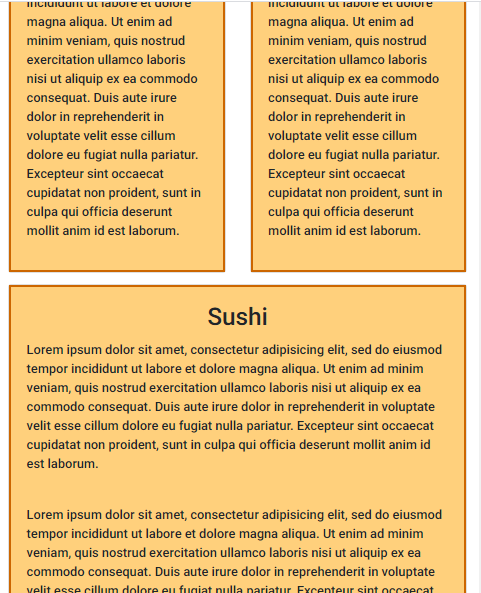 incididunt ut labore et dolore
magna aliqua. Ut enim ad
minim veniam, quis nostrud
exercitation ullamco laboris
nisi ut aliquip ex ea commodo
consequat. Duis aute irure
dolor in reprehenderit in
voluptate velit esse cillum
dolore eu fugiat nulla pariatur.
Excepteur sint occaecat
cupidatat non proident, sunt in
culpa qui officia deserunt
mollit anim id est laborum.
incididunt ut labore et dolore
magna aliqua. Ut enim ad
minim veniam, quis nostrud
exercitation ullamco laboris
nisi ut aliquip ex ea commodo
consequat. Duis aute irure
dolor in reprehenderit in
voluptate velit esse cillum
dolore eu fugiat nulla pariatur.
Excepteur sint occaecat
cupidatat non proident, sunt in
culpa qui officia deserunt
mollit anim id est laborum.
Sushi
Lorem ipsum dolor sit amet, consectetur adipisicing elit, sed do eiusmod
tempor incididunt ut labore et dolore magna aliqua. Ut enim ad minim
veniam, quis nostrud exercitation ullamco laboris nisi ut aliquip ex ea
commodo consequat. Duis aute irure dolor in reprehenderit in voluptate
velit esse cillum dolore eu fugiat nulla pariatur. Excepteur sint occaecat
cupidatat non proident, sunt in culpa qui officia deserunt mollit anim id
est laborum.
Lorem ipsum dolor sit amet, consectetur adipisicing elit, sed do eiusmod
tempor incididunt ut labore et dolore magna aliqua. Ut enim ad minim
veniam, quis nostrud exercitation ullamco laboris nisi ut aliquip ex ea
commodo consequat. Duis aute irure dolor in reprehenderit in voluptate
velit esse cillum dolore eu fugiat nulla pariatur. Excepteur sint occaecat